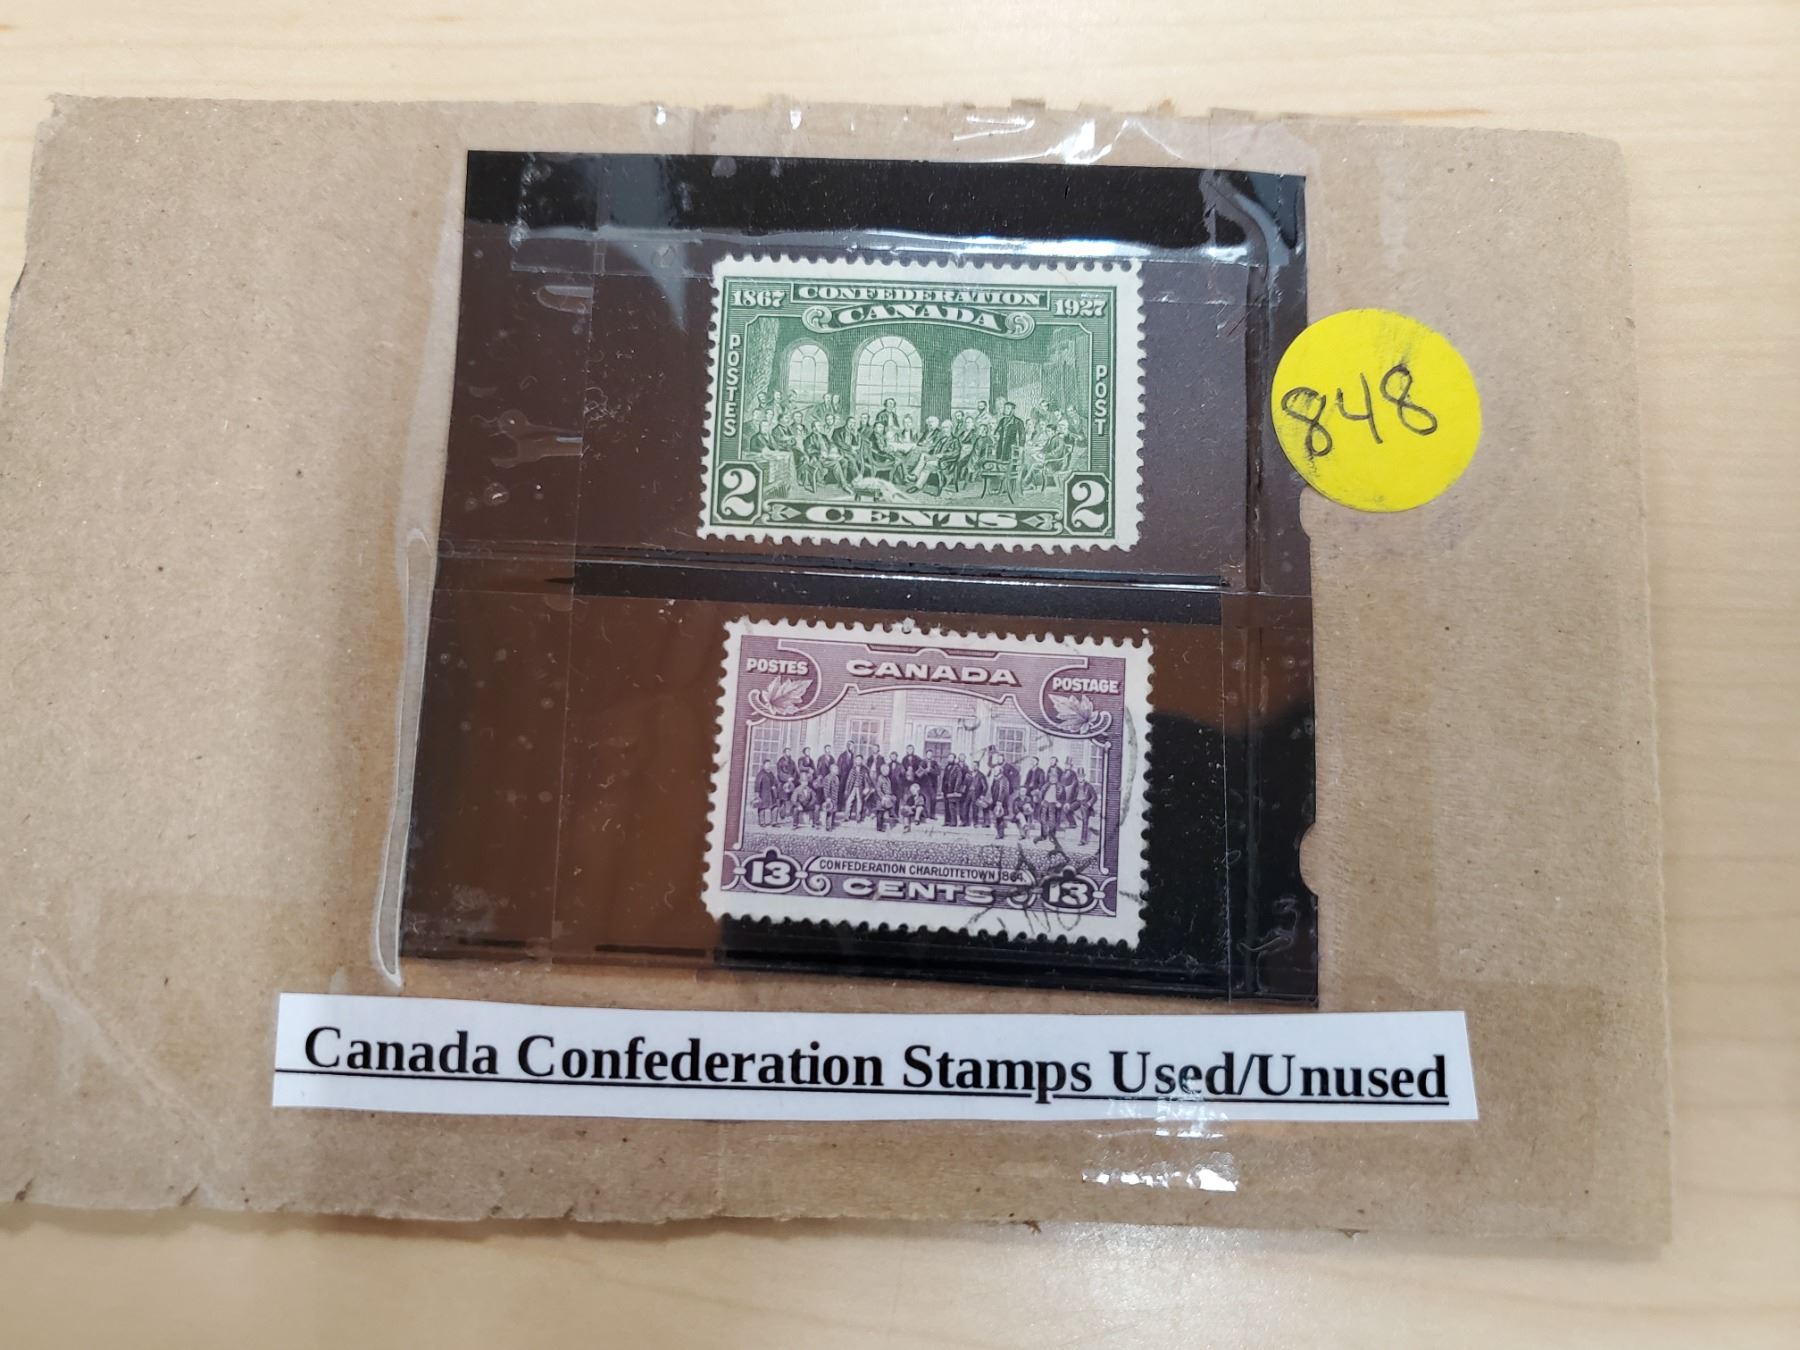 1867 CONFEDERATION 1927
CANADA
POSTES
POST
2 CENTS 2
848
POSTES CANADA POSTAGE
CONFEDERATION CHARLOTTETOWN 1864.
13 CENTS 13
Canada Confederation Stamps Used/Unused